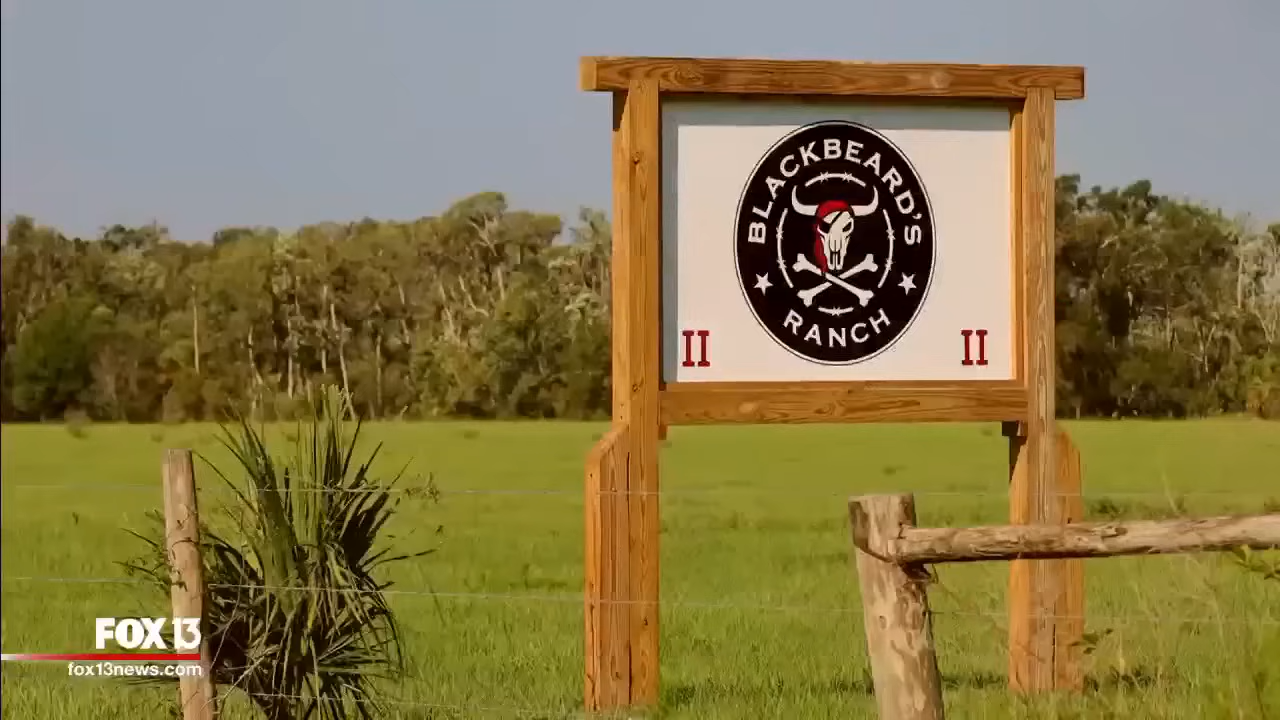 BLACKBEARD'S
RANCH
II II
FOX 13
fox13news.com